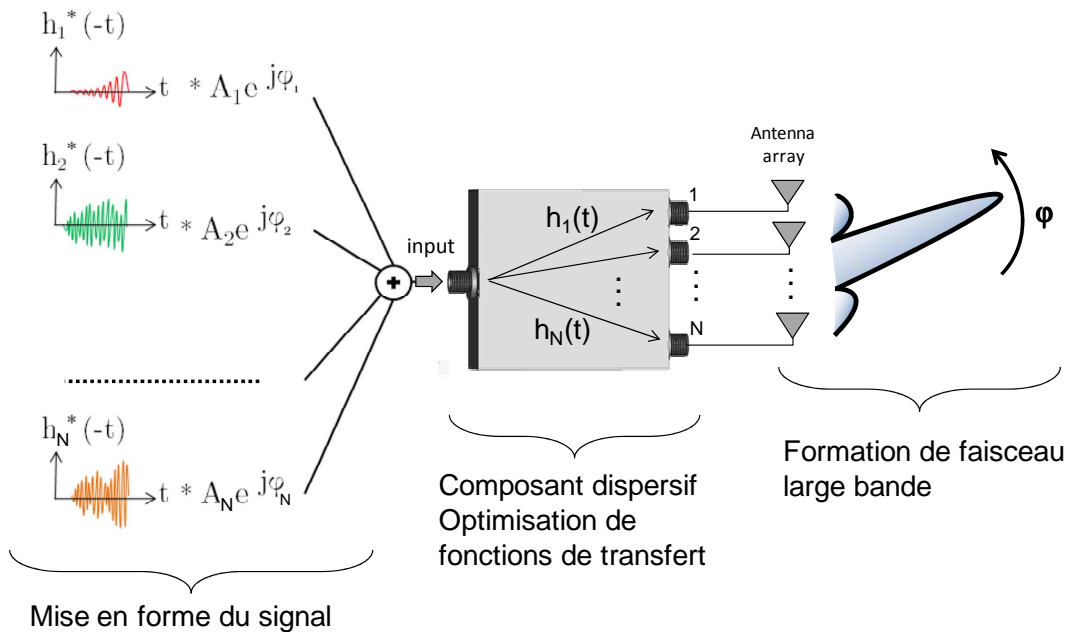 h₁*(-t)
t * A₁e jφ₁
h₂*(-t)
t * A₂e jφ₂
hN*(-t)
t * ANe jφN
Mise en forme du signal
+
input
h₁(t)
hN(t)
1
2
N
Composant dispersif
Optimisation de
fonctions de transfert
Antenna
array
φ
Formation de faisceau
large bande